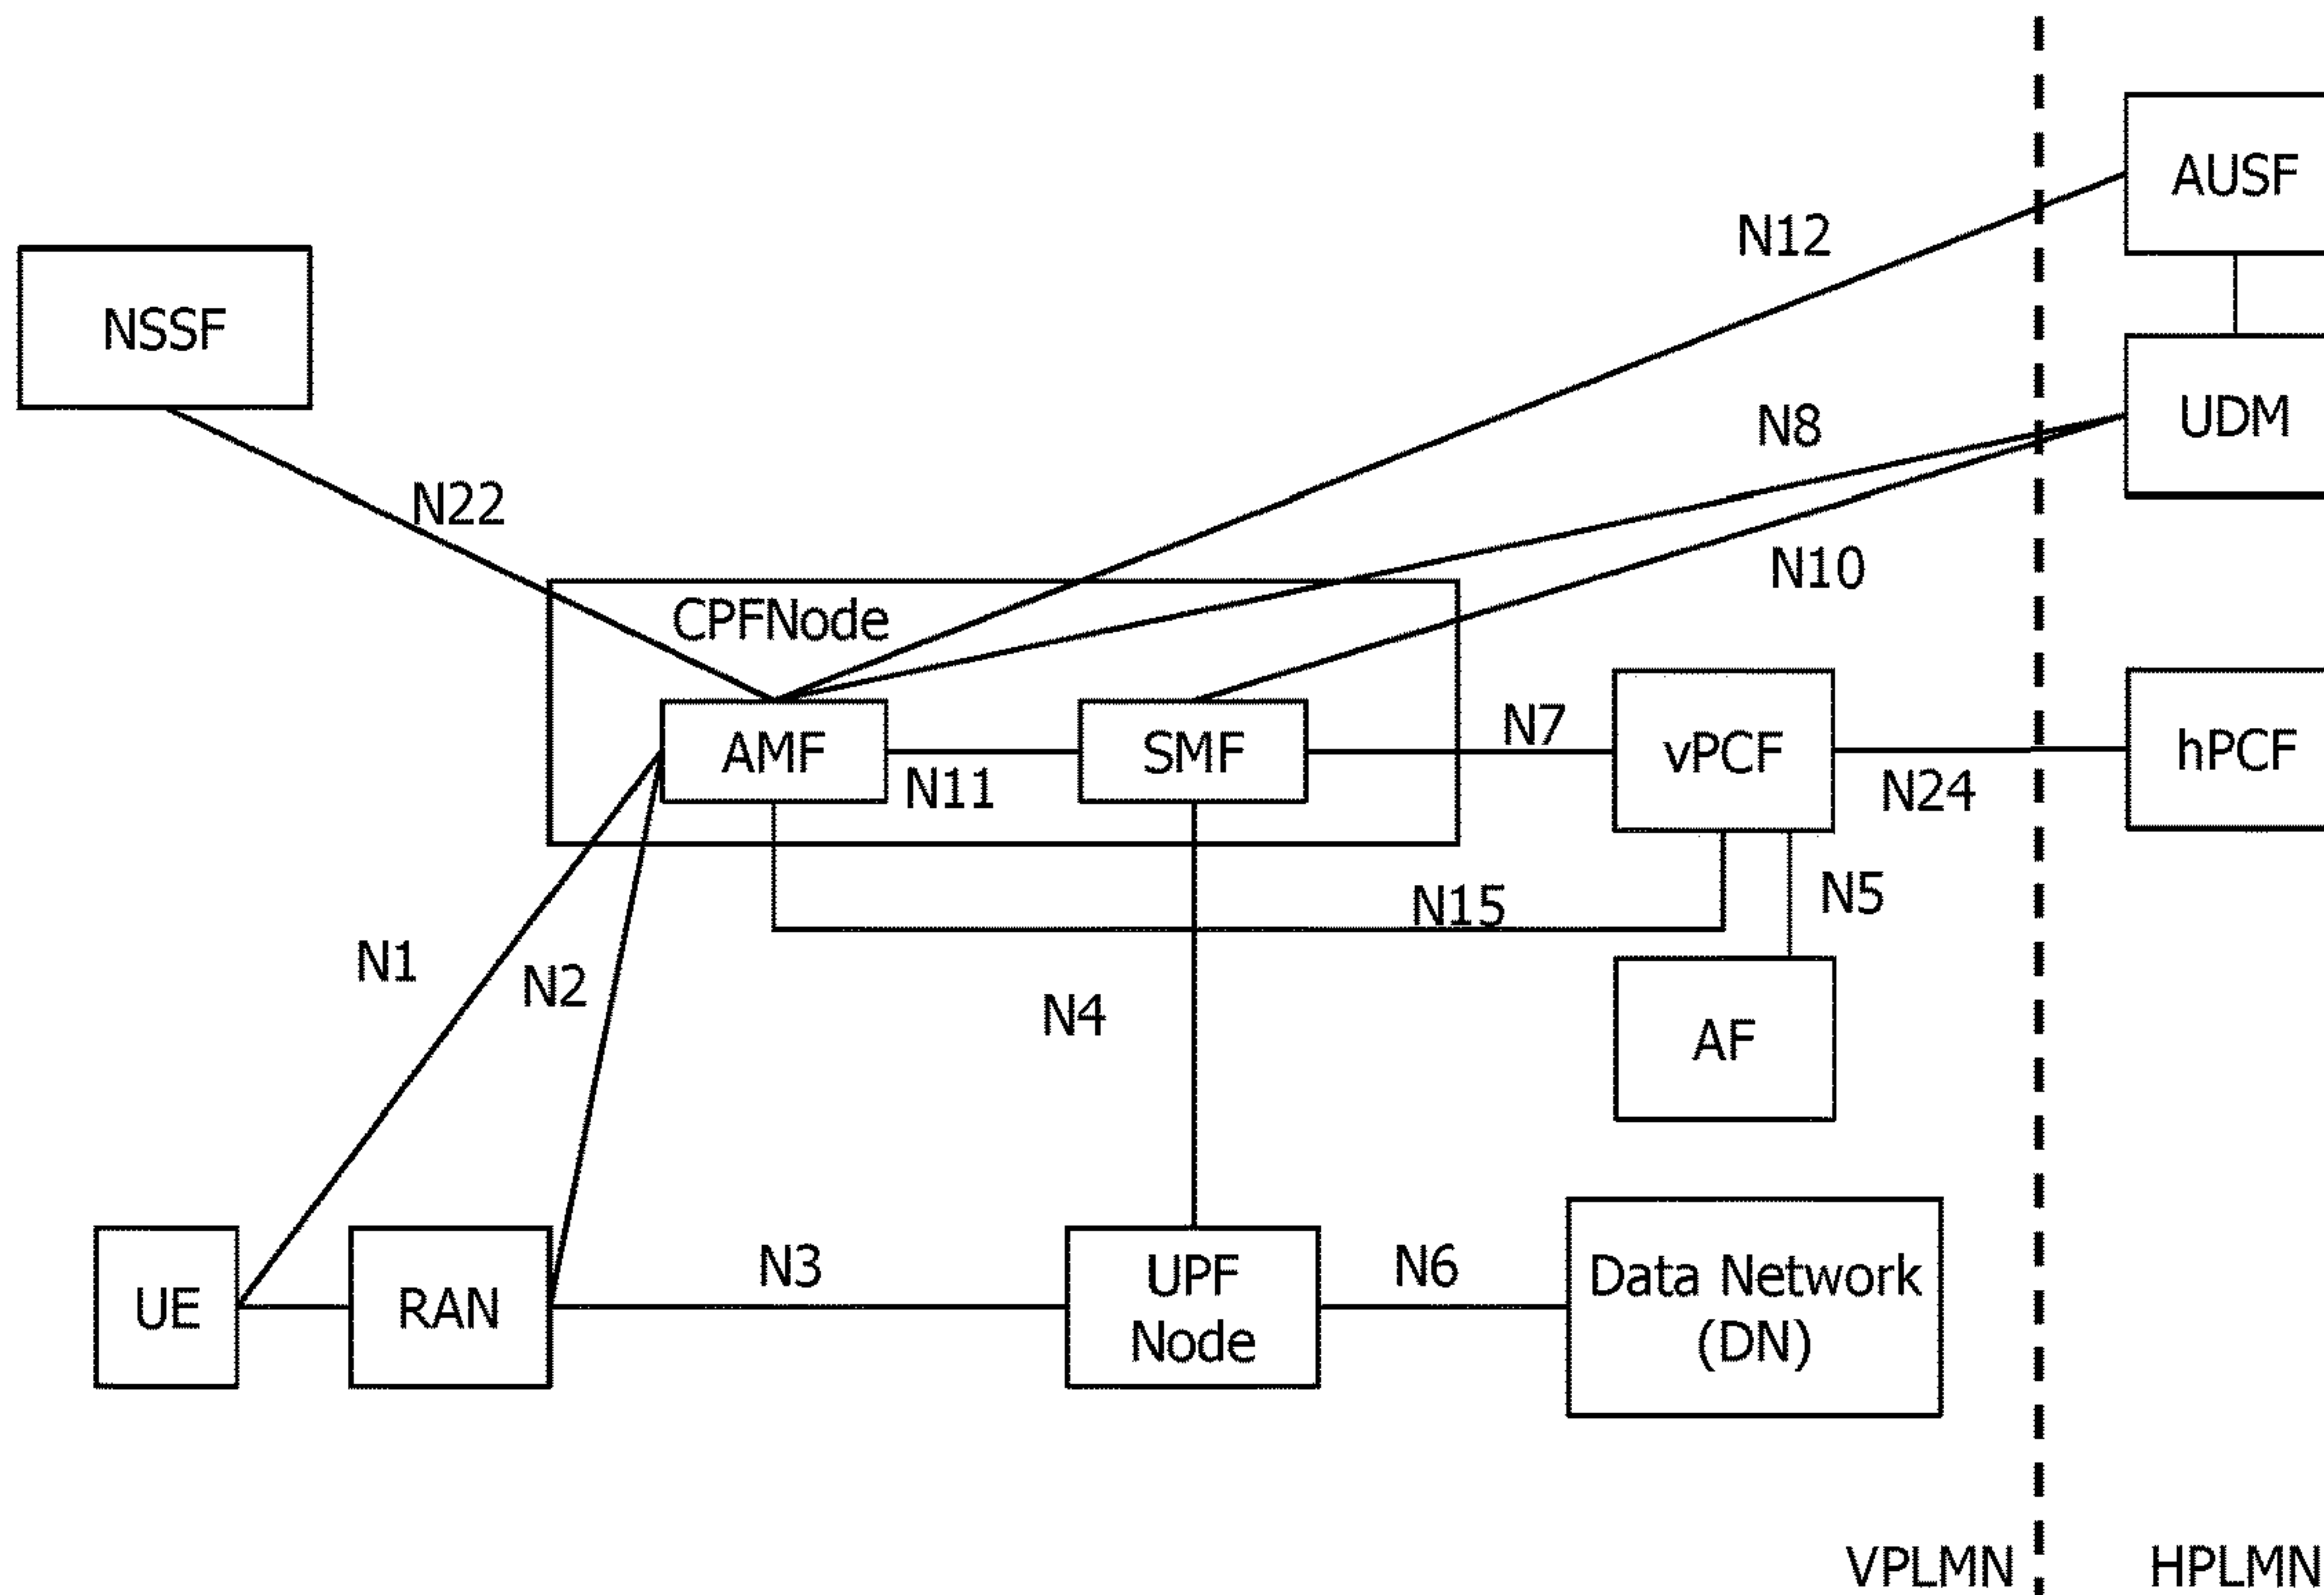 AUSF
N12
NSSF
N8
UDM
N22
N10
CPFNode
N7
AMF
SMF
vPCF
hPCF
N11
N24
N15
N5
N1
N2
N4
AF
N3
N6
UPF
Node
Data Network
(DN)
UE
RAN
VPLMN
HPLMN